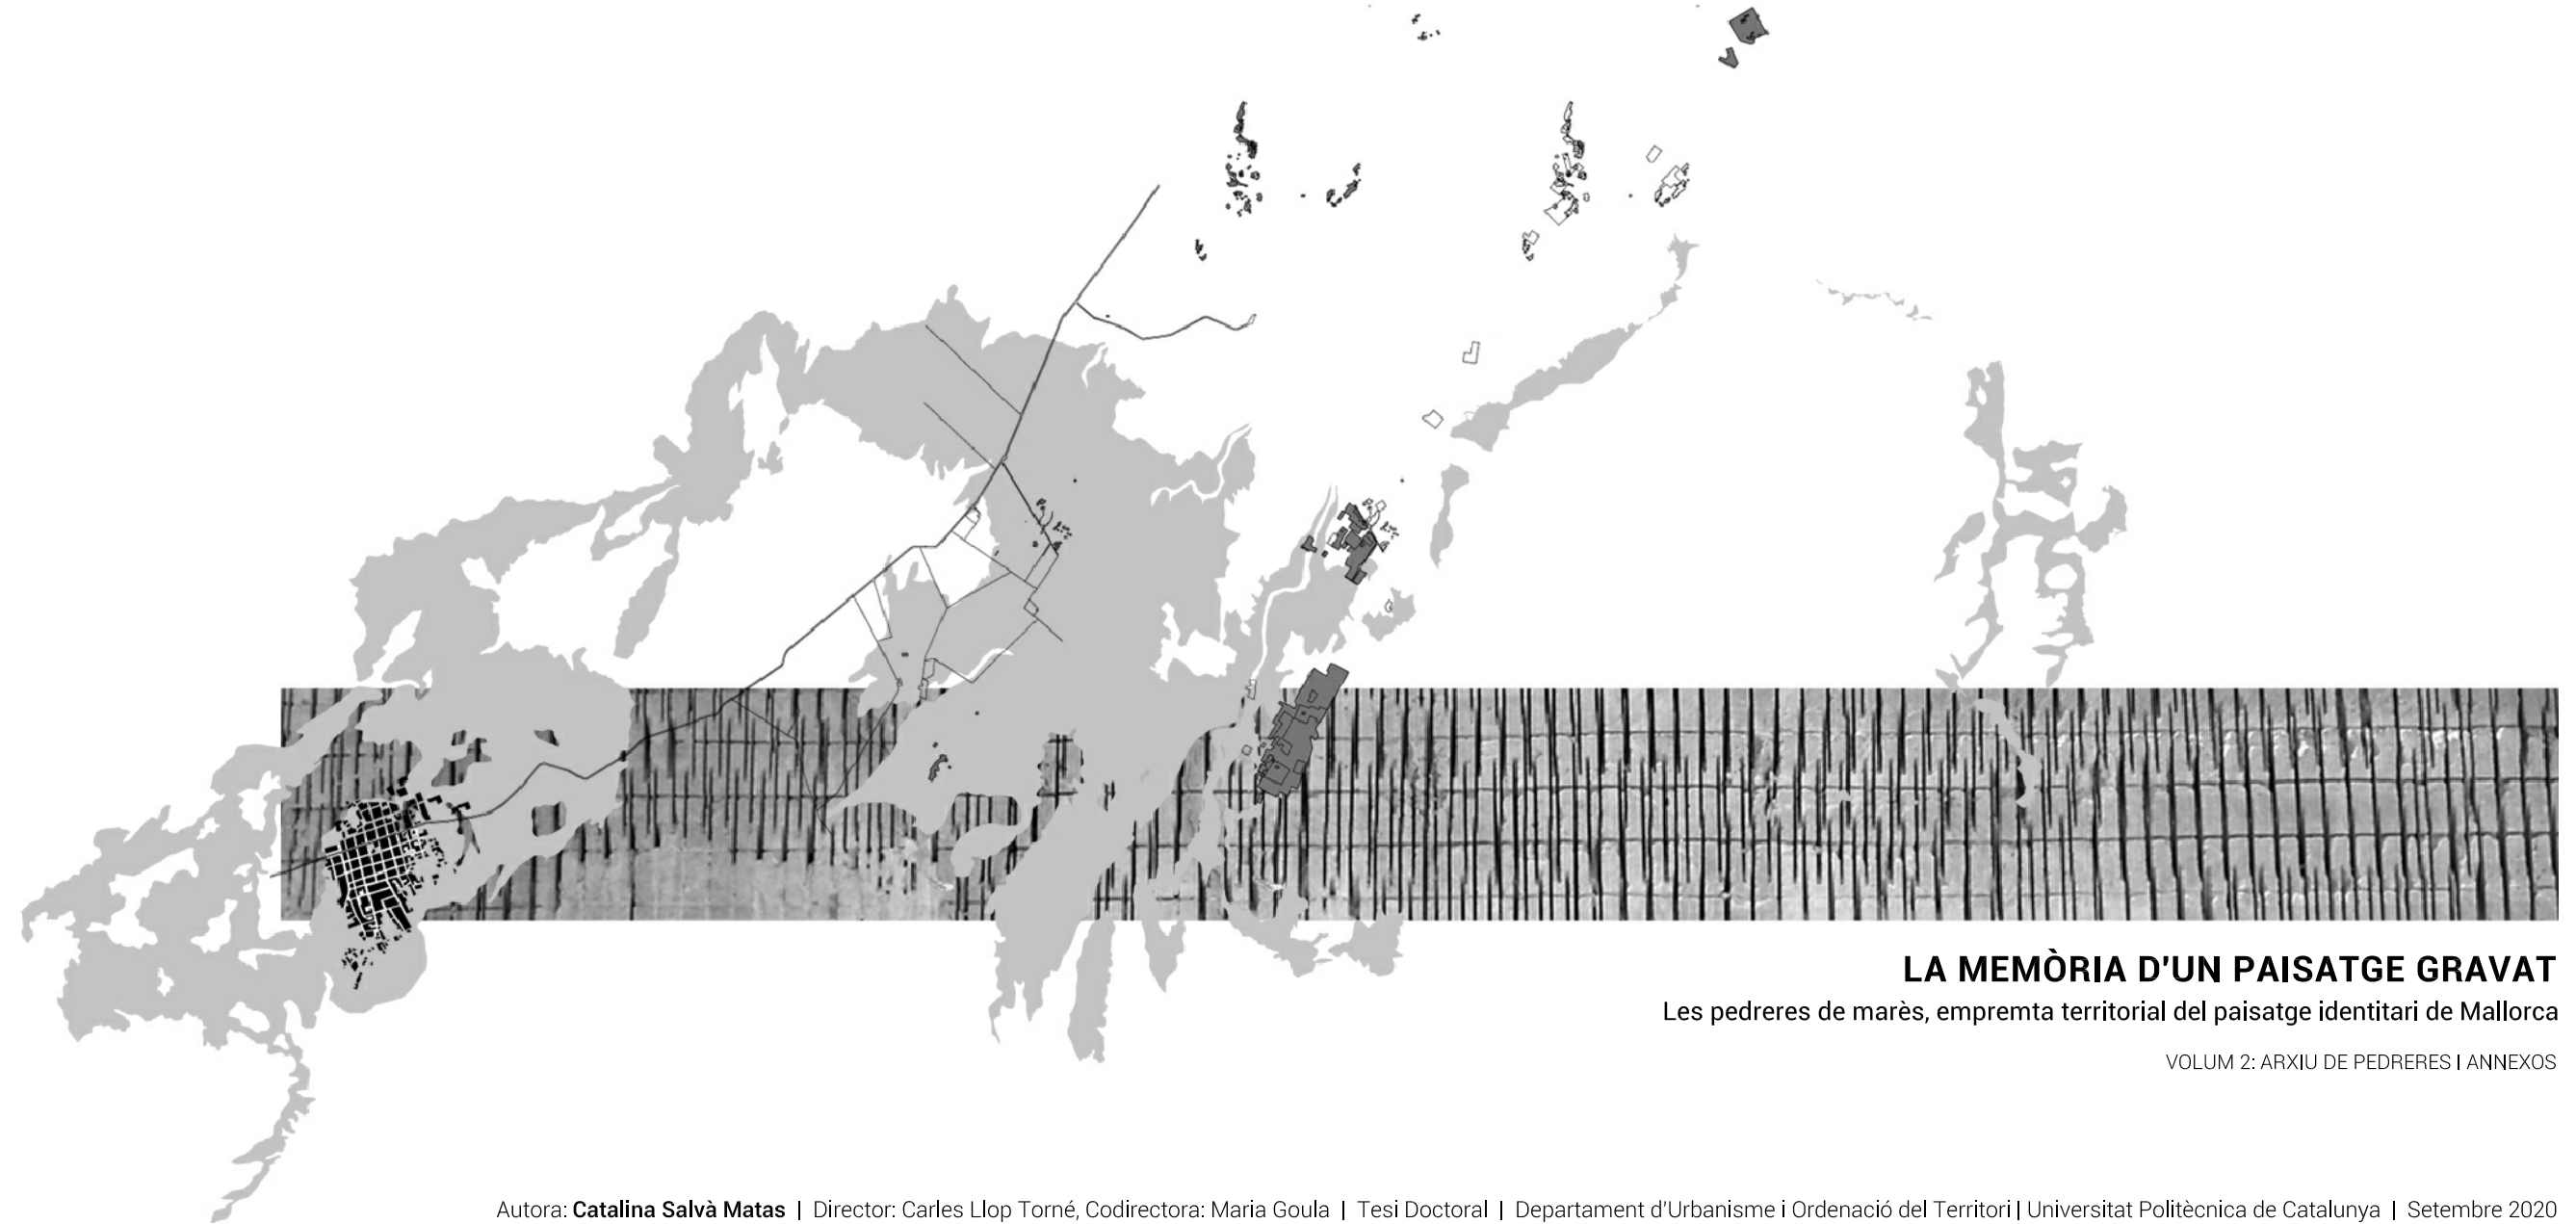 LA MEMÒRIA D'UN PAISATGE GRAVAT
Les pedreres de marès, empremta territorial del paisatge identitari de Mallorca
VOLUM 2: ARXIU DE PEDRERES I ANNEXOS
Autora: Catalina Salvà Matas | Director: Carles Llop Torné, Codirectora: Maria Goula | Tesi Doctoral | Departament d'Urbanisme i Ordenació del Territori | Universitat Politècnica de Catalunya | Setembre 2020